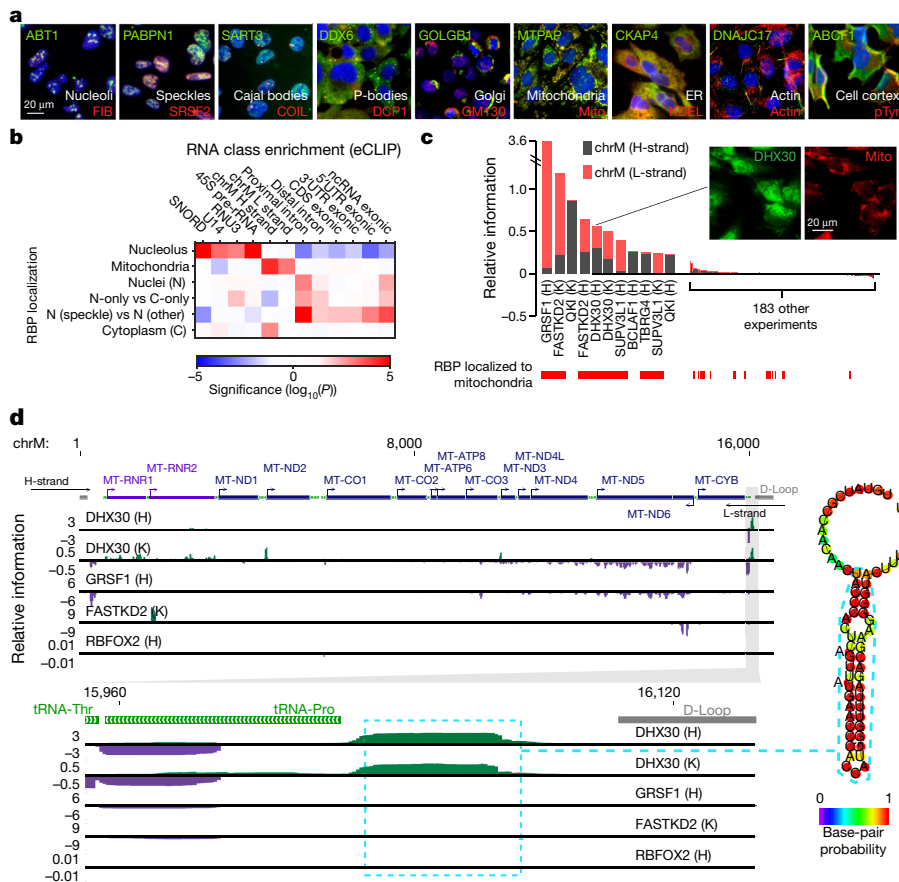 a
ABT1 PABPN1 SART3 DDX6 GOLGB1 MTPAP CKAP4 DNAJC17 ABCF1
Nucleoli Speckles Cajal bodies P-bodies Golgi Mitochondria ER Actin Cell cortex
20 µm FIB SRSF2 COIL DCP1 GM130 Mito KDEL Actin pTyr
b
RNA class enrichment (eCLIP)
SNORD
U14
RNU3
45S pre-rRNA
chrM H strand
chrM L strand
Proximal intron
Distal intron
CDS exonic
3'UTR exonic
5'UTR exonic
ncRNA exonic
RBP localization
Nucleolus
Mitochondria
Nuclei (N)
N-only vs C-only
N (speckle) vs N (other)
Cytoplasm (C)
−5 0 5
Significance (log10(P))
c
Relative information
3.6
1.0
0.5
0
−0.5
chrM (H-strand)
chrM (L-strand)
DHX30
Mito
20 µm
GRSF1 (H)
FASTKD2 (K)
QKI (K)
FASTKD2 (H)
DHX30 (H)
DHX30 (K)
SUPV3L1 (H)
BCLAF1 (H)
TBRG4 (K)
SUPV3L1 (K)
QKI (H)
183 other
experiments
RBP localized to
mitochondria
d
chrM: 1 8,000 16,000
H-strand
MT-RNR1
MT-RNR2
MT-ND1
MT-ND2
MT-CO1
MT-CO2
MT-ATP8
MT-ATP6
MT-CO3
MT-ND3
MT-ND4L
MT-ND4
MT-ND5
MT-ND6
MT-CYB
D-Loop
L-strand
Relative information
3
−3
DHX30 (H)
0.5
−0.5
DHX30 (K)
6
−6
GRSF1 (H)
9
−9
FASTKD2 (K)
0.01
−0.01
RBFOX2 (H)
15,960 16,120
tRNA-Thr tRNA-Pro D-Loop
3
−3
DHX30 (H)
0.5
−0.5
DHX30 (K)
6
−6
GRSF1 (H)
9
−9
FASTKD2 (K)
0.01
−0.01
RBFOX2 (H)
0 1
Base-pair
probability